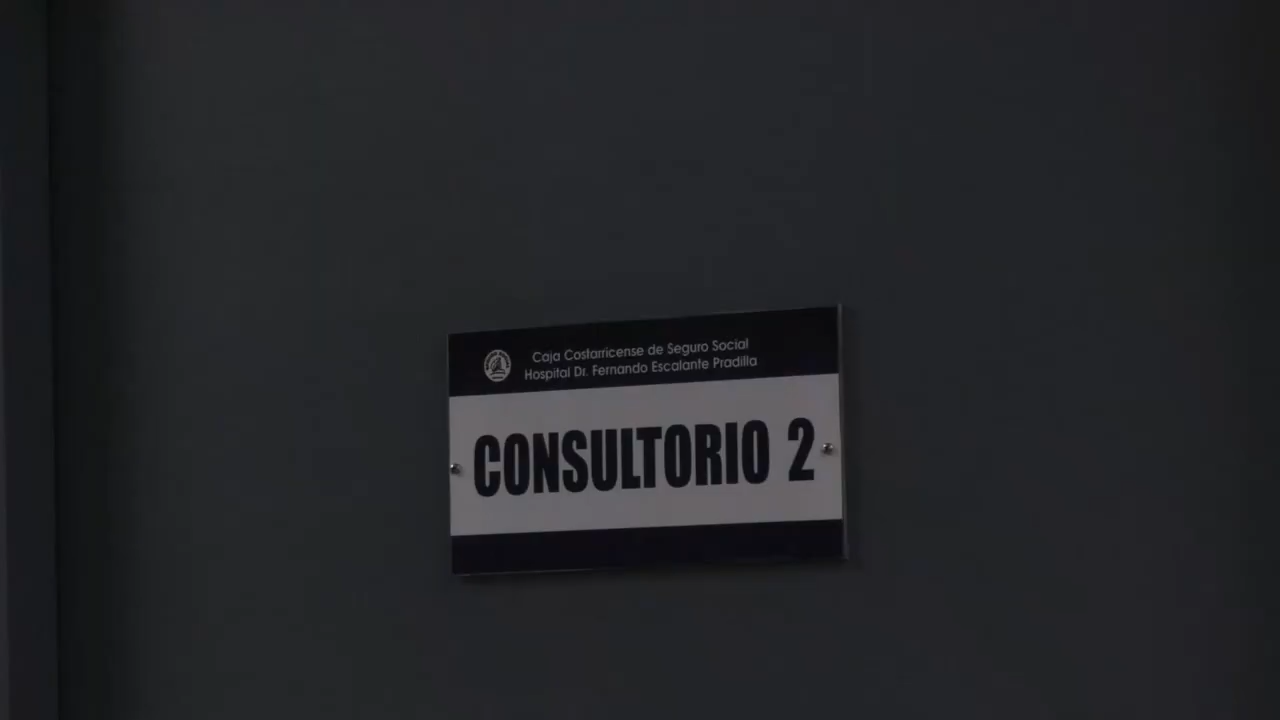 Caja Costarricense de Seguro Social
Hospital Dr. Fernando Escalante Pradilla
CONSULTORIO 2